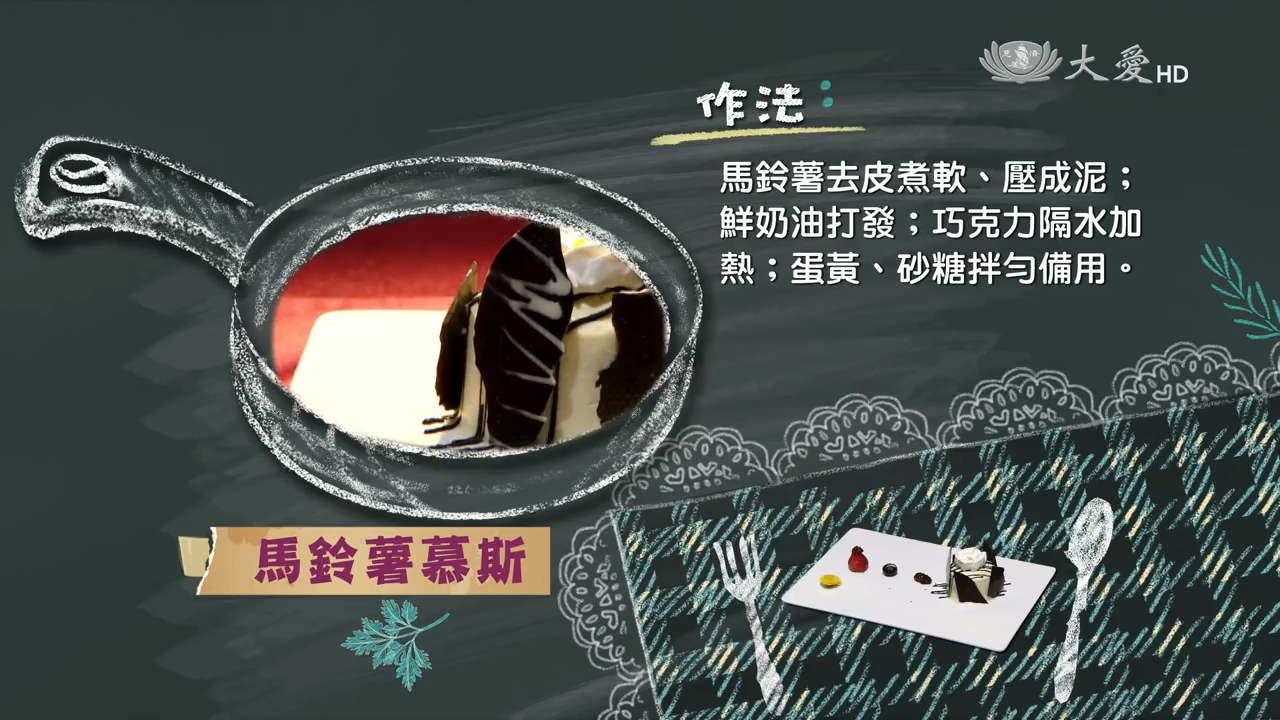 大愛HD
作法：
馬鈴薯去皮煮軟、壓成泥；
鮮奶油打發；巧克力隔水加
熱；蛋黃、砂糖拌勻備用。
馬鈴薯慕斯